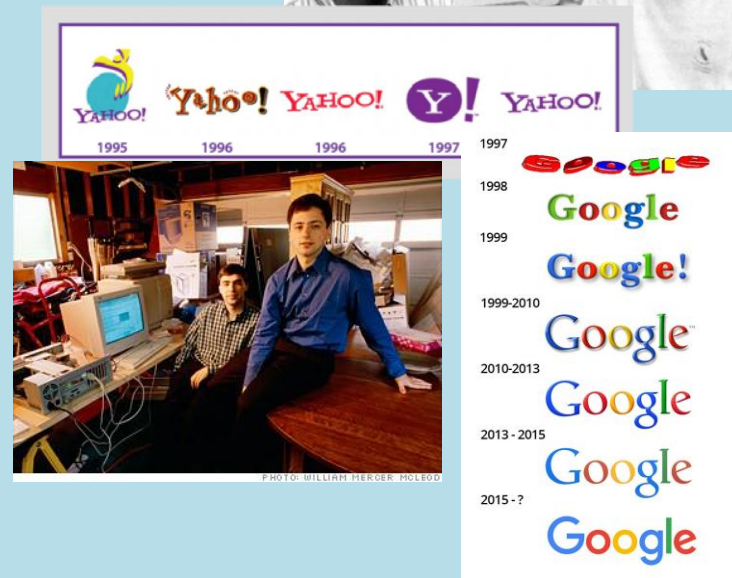 YAHOO! Yahoo! YAHOO! Y! YAHOO!
1995 1996 1996 1997
PHOTO: WILLIAM MERCER MCLEOD
1997
Google
1998
Google
1999
Google!
1999-2010
Google™
2010-2013
Google
2013 - 2015
Google
2015 - ?
Google